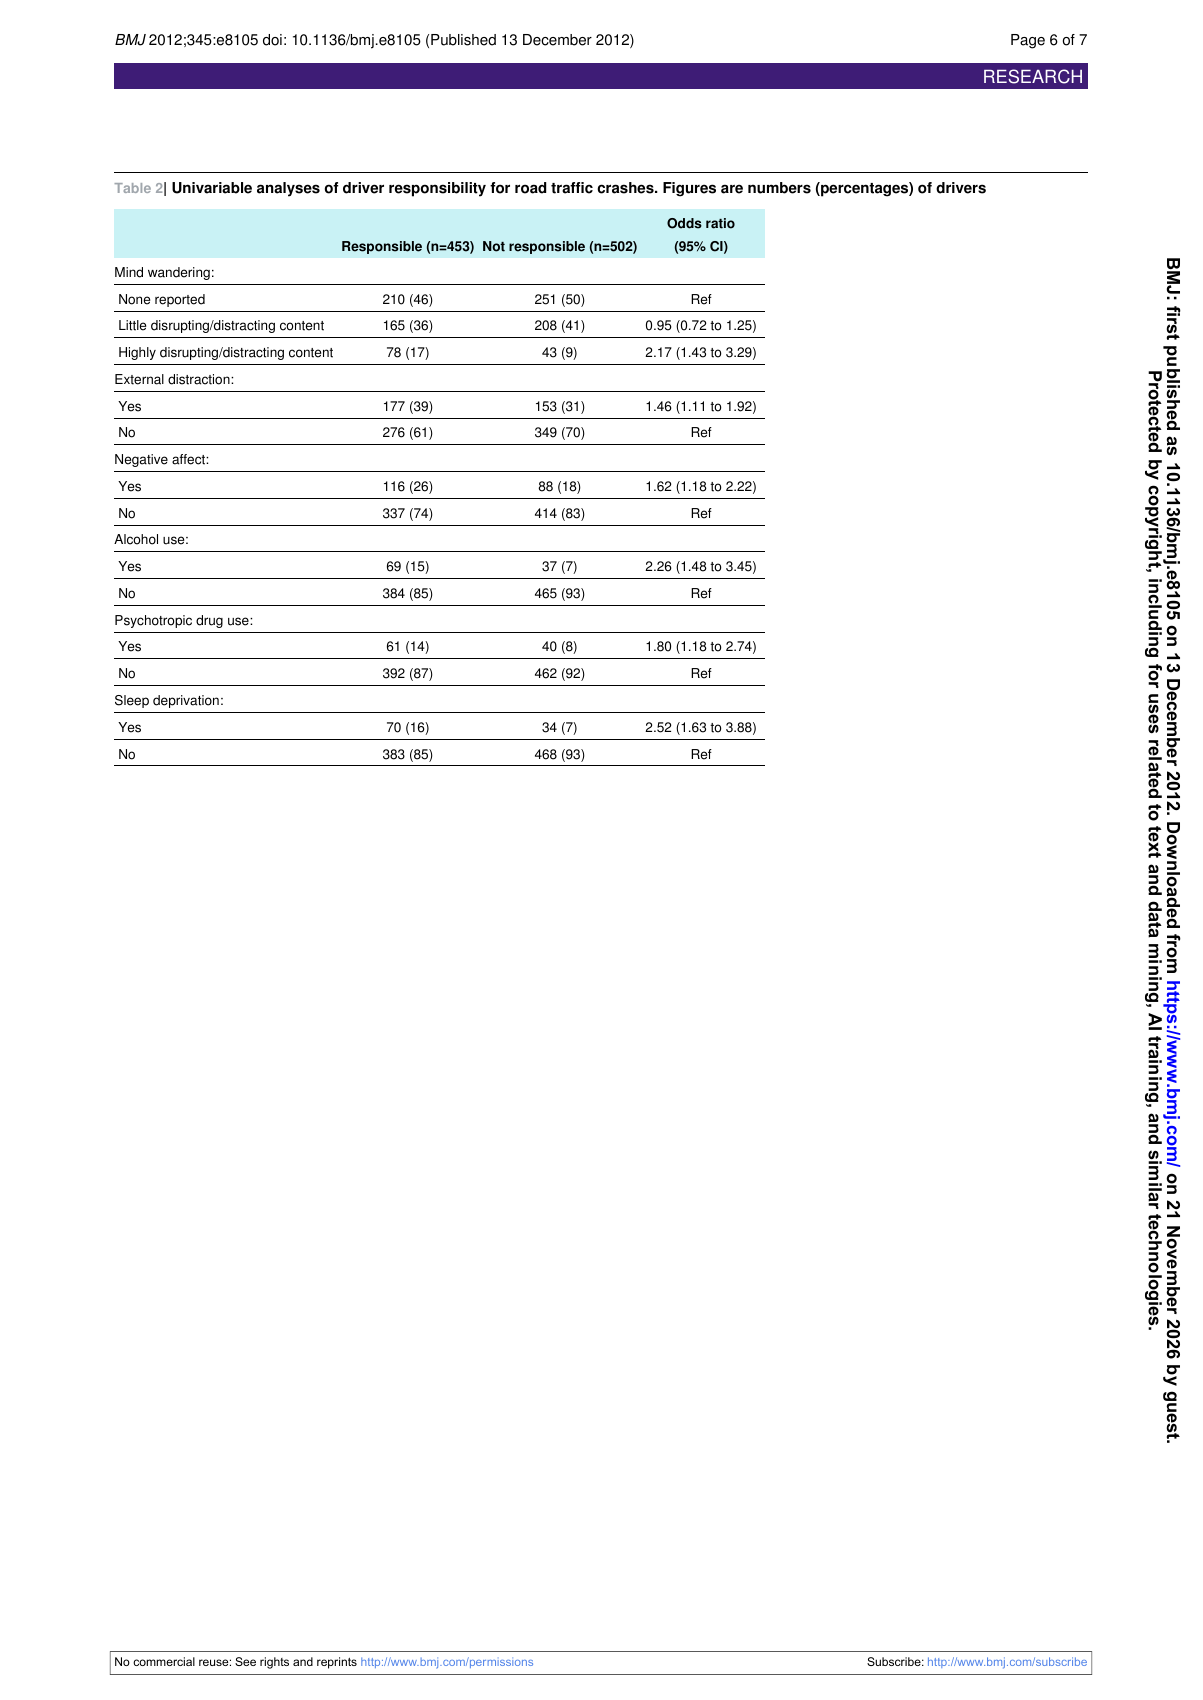 BMJ 2012;345:e8105 doi: 10.1136/bmj.e8105 (Published 13 December 2012) Page 6 of 7
RESEARCH
Table 2| Univariable analyses of driver responsibility for road traffic crashes. Figures are numbers (percentages) of drivers
Odds ratio
Responsible (n=453) Not responsible (n=502) (95% CI)
Mind wandering:
None reported 210 (46) 251 (50) Ref
Little disrupting/distracting content 165 (36) 208 (41) 0.95 (0.72 to 1.25)
Highly disrupting/distracting content 78 (17) 43 (9) 2.17 (1.43 to 3.29)
External distraction:
Yes 177 (39) 153 (31) 1.46 (1.11 to 1.92)
No 276 (61) 349 (70) Ref
Negative affect:
Yes 116 (26) 88 (18) 1.62 (1.18 to 2.22)
No 337 (74) 414 (83) Ref
Alcohol use:
Yes 69 (15) 37 (7) 2.26 (1.48 to 3.45)
No 384 (85) 465 (93) Ref
Psychotropic drug use:
Yes 61 (14) 40 (8) 1.80 (1.18 to 2.74)
No 392 (87) 462 (92) Ref
Sleep deprivation:
Yes 70 (16) 34 (7) 2.52 (1.63 to 3.88)
No 383 (85) 468 (93) Ref
No commercial reuse: See rights and reprints http://www.bmj.com/permissions Subscribe: http://www.bmj.com/subscribe
BMJ: first published as 10.1136/bmj.e8105 on 13 December 2012. Downloaded from https://www.bmj.com/ on 21 November 2026 by guest.
Protected by copyright, including for uses related to text and data mining, AI training, and similar technologies.